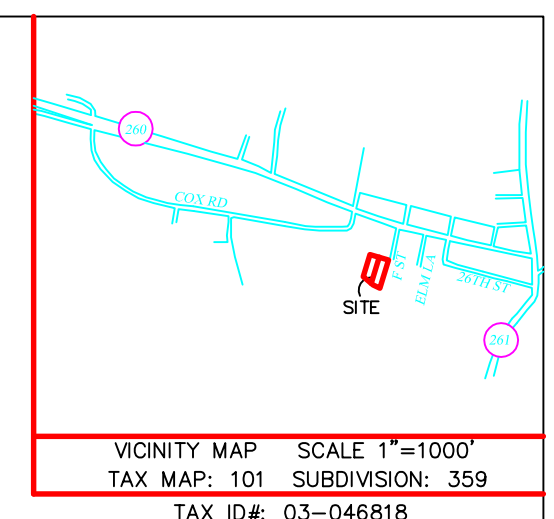 260
COX RD
F ST
ELM LA
26TH ST
SITE
261
VICINITY MAP SCALE 1"=1000'
TAX MAP: 101 SUBDIVISION: 359
TAX ID#: 03-046818